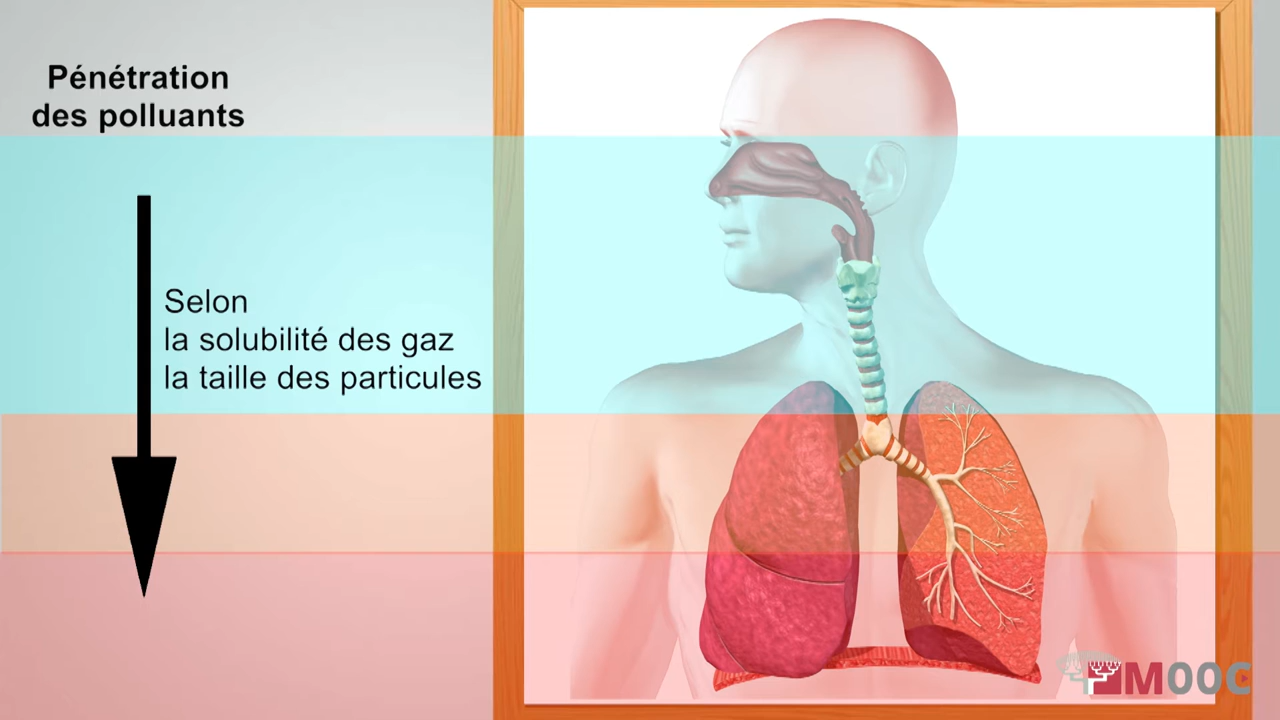 Pénétration
des polluants
Selon
la solubilité des gaz
la taille des particules
MOOC